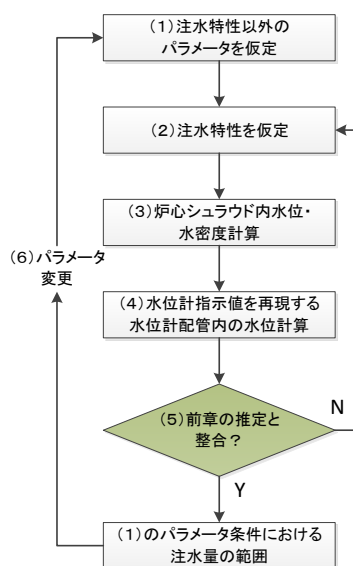 (1)注水特性以外の
パラメータを仮定
(2)注水特性を仮定
(3)炉心シュラウド内水位・
水密度計算
(6)パラメータ
変更
(4)水位計指示値を再現する
水位計配管内の水位計算
(5)前章の推定と
整合?
N
Y
(1)のパラメータ条件における
注水量の範囲